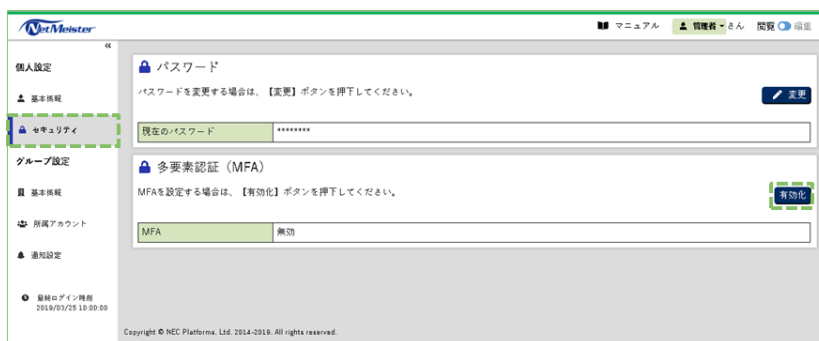 NetMeister
マニュアル
管理者
さん
閲覧
編集
«
個人設定
基本情報
セキュリティ
グループ設定
基本情報
所属アカウント
通知設定
最終ログイン時刻
2019/03/25 10:00:00
パスワード
パスワードを変更する場合は、【変更】ボタンを押下してください。
変更
現在のパスワード
********
多要素認証(MFA)
MFAを設定する場合は、【有効化】ボタンを押下してください。
有効化
MFA
無効
Copyright © NEC Platforms. Ltd. 2014-2019. All rights reserved.